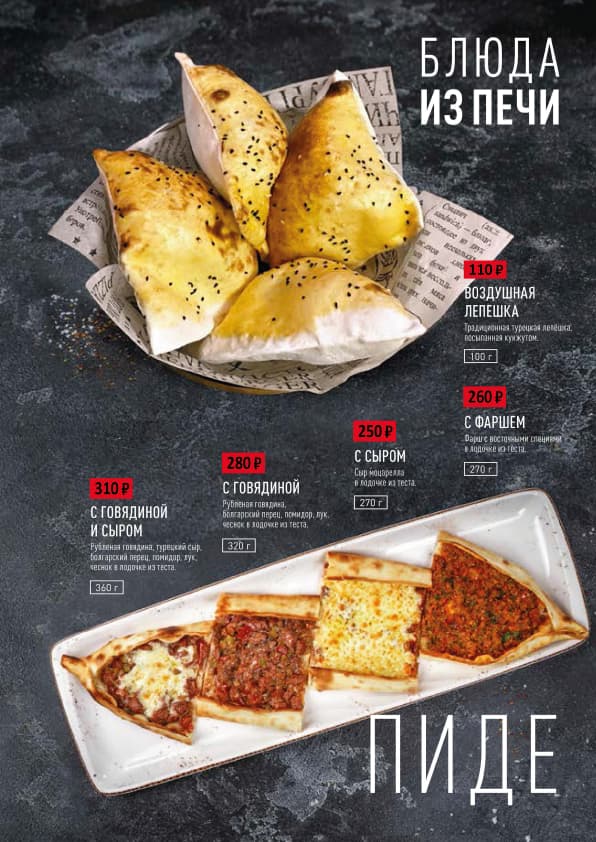 БЛЮДА
ИЗ ПЕЧИ
110 ₽
ВОЗДУШНАЯ
ЛЕПЕШКА
Традиционная турецкая лепёшка,
посыпанная кунжутом.
100 г
260 ₽
С ФАРШЕМ
Фарш с восточными специями
в лодочке из теста.
270 г
250 ₽
С СЫРОМ
Сыр моцарелла
в лодочке из теста.
270 г
280 ₽
С ГОВЯДИНОЙ
Рубленая говядина,
болгарский перец, помидор, лук,
чеснок в лодочке из теста.
320 г
310 ₽
С ГОВЯДИНОЙ
И СЫРОМ
Рубленая говядина, турецкий сыр,
болгарский перец, помидор, лук,
чеснок в лодочке из теста.
360 г
ПИДЕ